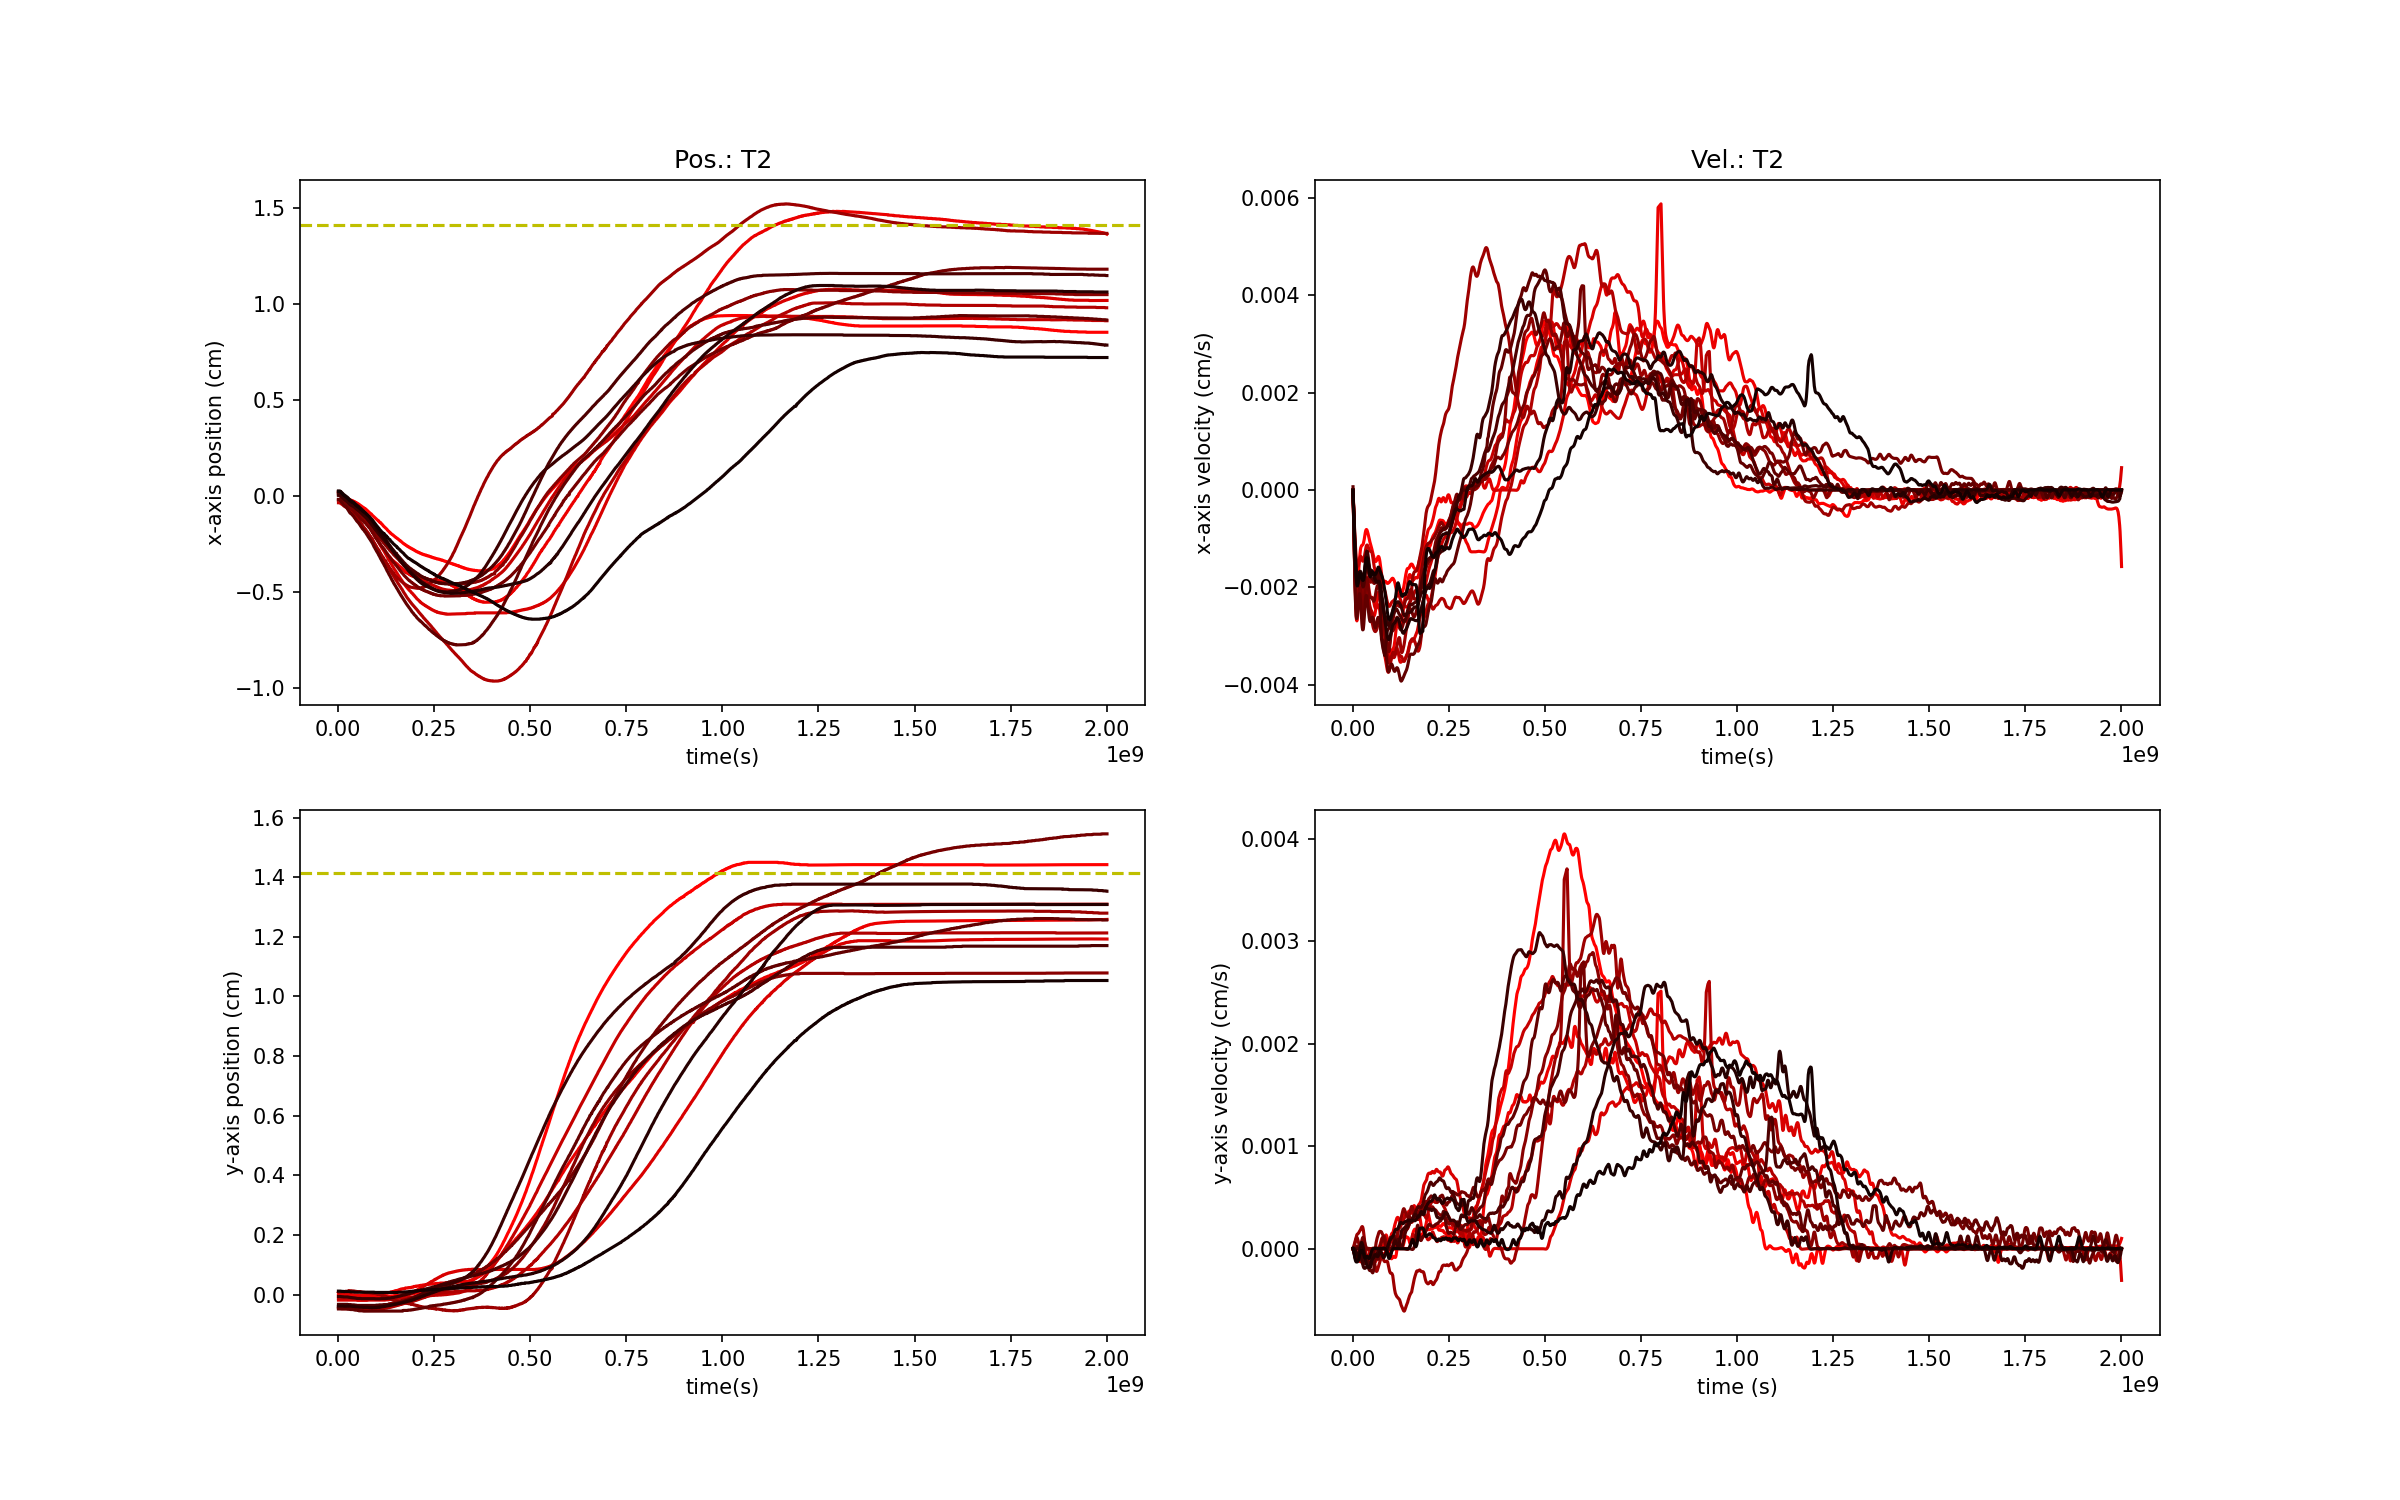 Pos.: T2
1.5
1.0
0.5
0.0
−0.5
−1.0
x-axis position (cm)
0.00 0.25 0.50 0.75 1.00 1.25 1.50 1.75 2.00
1e9
time(s)
Vel.: T2
0.006
0.004
0.002
0.000
−0.002
−0.004
x-axis velocity (cm/s)
0.00 0.25 0.50 0.75 1.00 1.25 1.50 1.75 2.00
1e9
time(s)
1.6
1.4
1.2
1.0
0.8
0.6
0.4
0.2
0.0
y-axis position (cm)
0.00 0.25 0.50 0.75 1.00 1.25 1.50 1.75 2.00
1e9
time(s)
0.004
0.003
0.002
0.001
0.000
y-axis velocity (cm/s)
0.00 0.25 0.50 0.75 1.00 1.25 1.50 1.75 2.00
1e9
time (s)